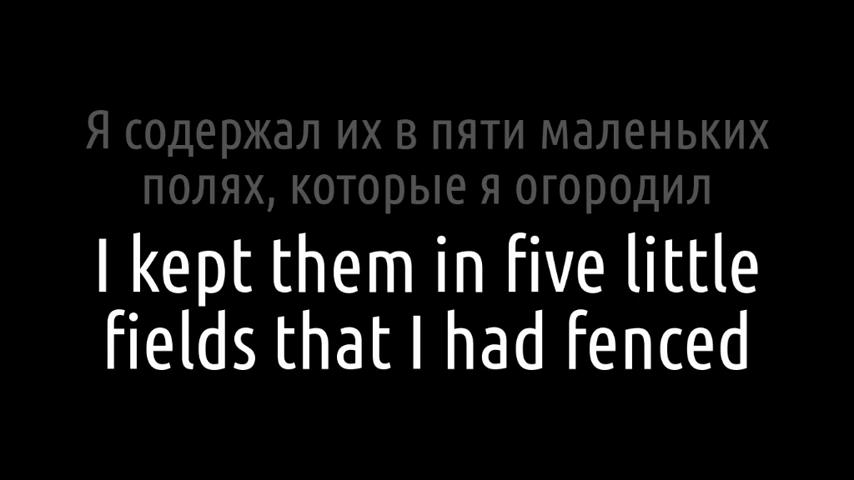 Я содержал их в пяти маленьких
полях, которые я огородил
I kept them in five little
fields that I had fenced